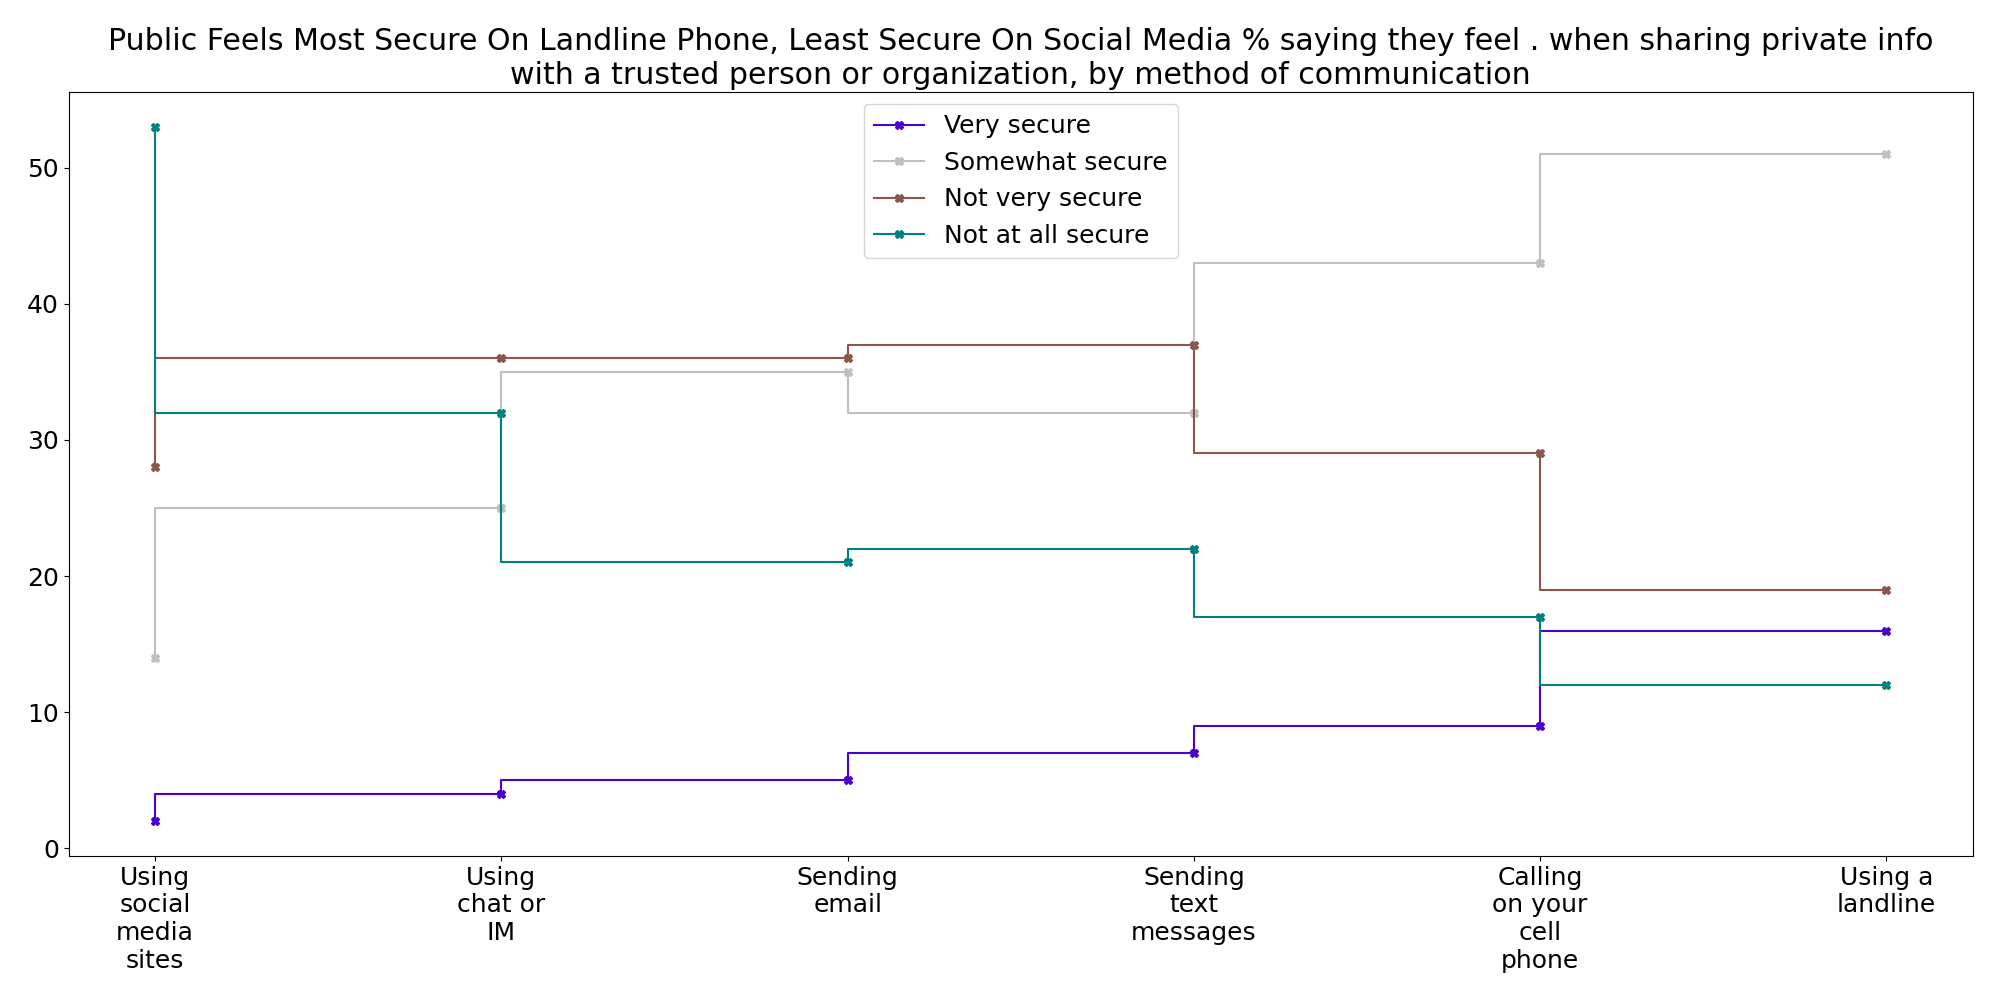 Public Feels Most Secure On Landline Phone, Least Secure On Social Media % saying they feel . when sharing private info
with a trusted person or organization, by method of communication
Very secure
Somewhat secure
Not very secure
Not at all secure
50
40
30
20
10
0
Using
social
media
sites
Using
chat or
IM
Sending
email
Sending
text
messages
Calling
on your
cell
phone
Using a
landline